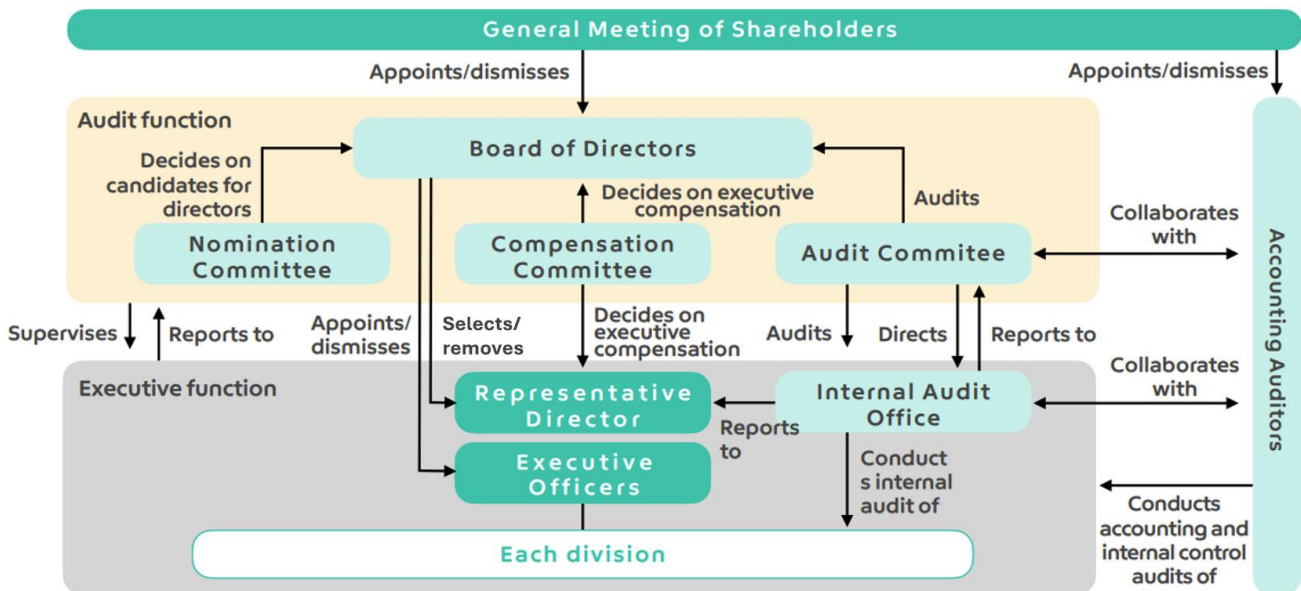 General Meeting of Shareholders
Appoints/dismisses
Appoints/dismisses
Audit function
Board of Directors
Decides on
candidates for
directors
Decides on executive
compensation
Audits
Nomination
Committee
Compensation
Committee
Audit Commitee
Collaborates
with
Accounting Auditors
Supervises
Reports to
Appoints/
dismisses
Selects/
removes
Decides on
executive
compensation
Audits
Directs
Reports to
Executive function
Representative
Director
Reports
to
Internal Audit
Office
Collaborates
with
Executive
Officers
Conduct
s internal
audit of
Conducts
accounting and
internal control
audits of
Each division